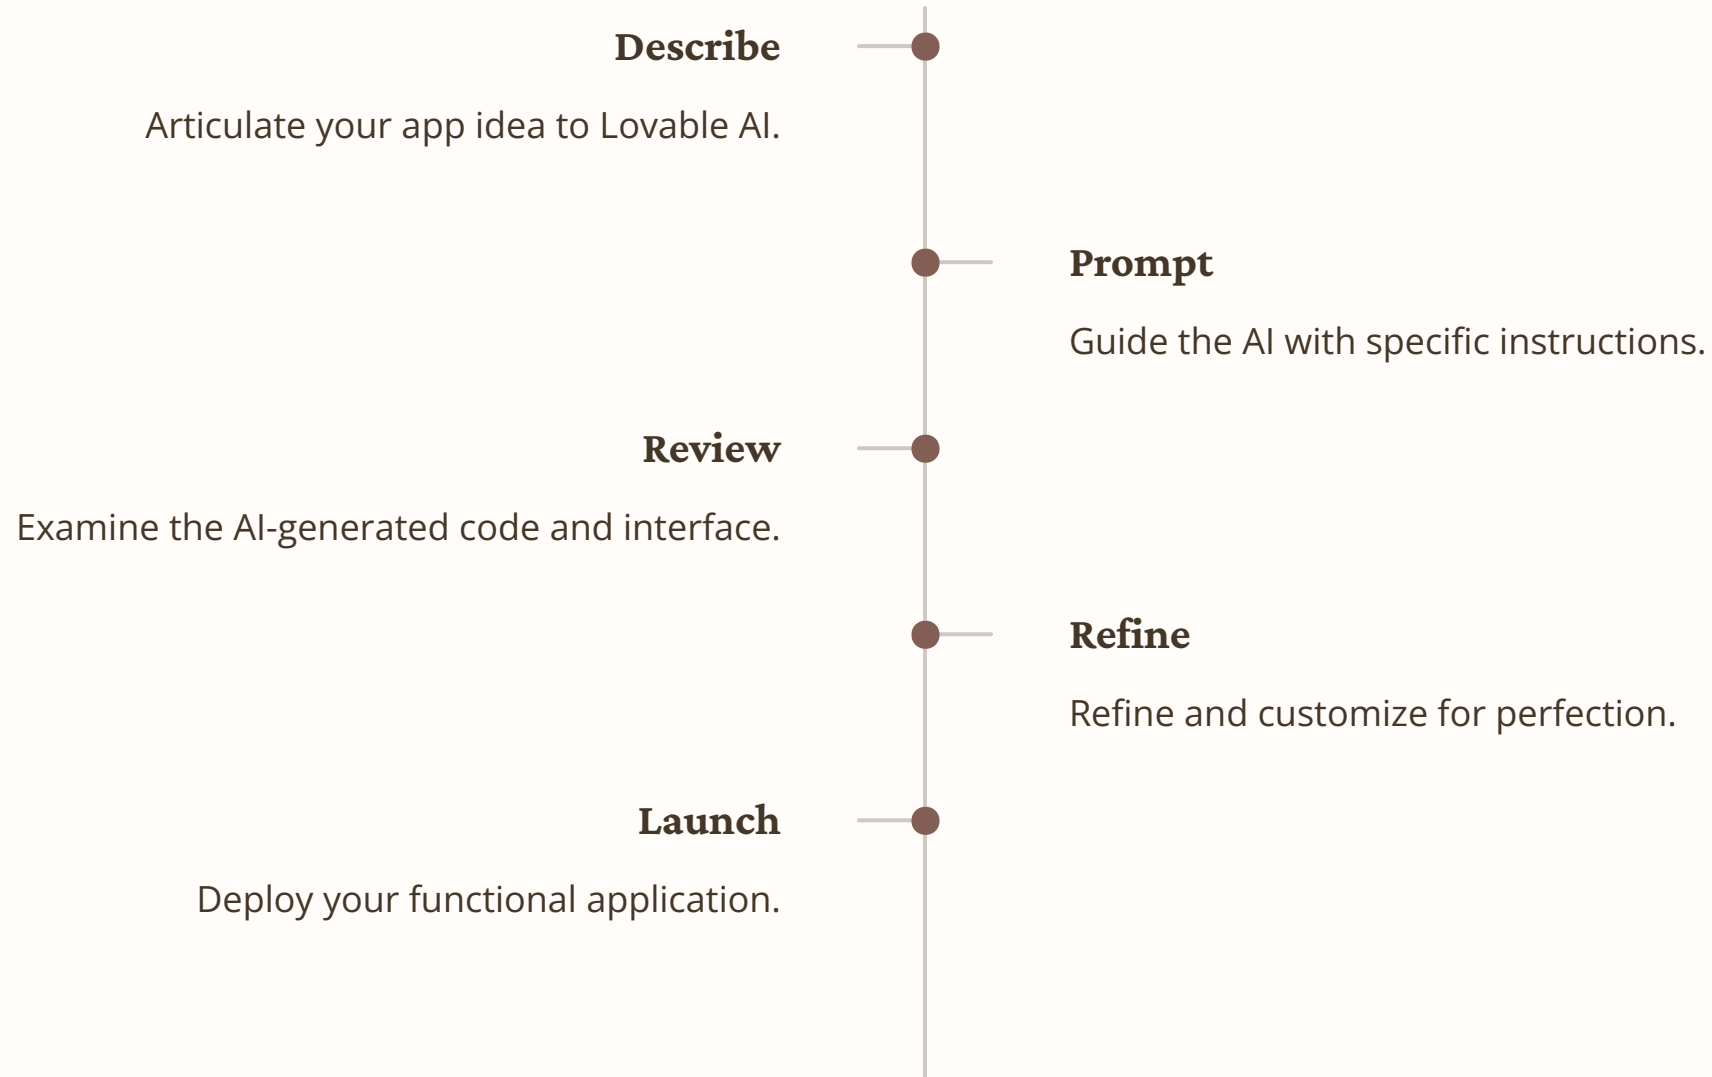 Describe
Articulate your app idea to Lovable AI.
Prompt
Guide the AI with specific instructions.
Review
Examine the AI-generated code and interface.
Refine
Refine and customize for perfection.
Launch
Deploy your functional application.